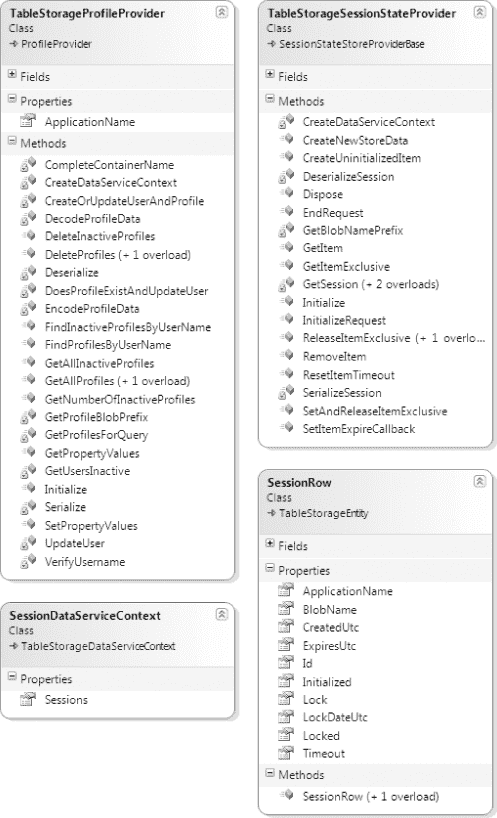 TableStorageProfileProvider
Class
ProfileProvider
Fields
Properties
ApplicationName
Methods
CompleteContainerName
CreateDataServiceContext
CreateOrUpdateUserAndProfile
DecodeProfileData
DeleteInactiveProfiles
DeleteProfiles (+ 1 overload)
Deserialize
DoesProfileExistAndUpdateUser
EncodeProfileData
FindInactiveProfilesByUserName
FindProfilesByUserName
GetAllInactiveProfiles
GetAllProfiles (+ 1 overload)
GetNumberOfInactiveProfiles
GetProfileBlobPrefix
GetProfilesForQuery
GetPropertyValues
GetUsersInactive
Initialize
Serialize
SetPropertyValues
UpdateUser
VerifyUsername
SessionDataServiceContext
Class
TableStorageDataServiceContext
Properties
Sessions
TableStorageSessionStateProvider
Class
SessionStateStoreProviderBase
Fields
Methods
CreateDataServiceContext
CreateNewStoreData
CreateUninitializedItem
DeserializeSession
Dispose
EndRequest
GetBlobNamePrefix
GetItem
GetItemExclusive
GetSession (+ 2 overloads)
Initialize
InitializeRequest
ReleaseItemExclusive (+ 1 overlo...
RemoveItem
ResetItemTimeout
SerializeSession
SetAndReleaseItemExclusive
SetItemExpireCallback
SessionRow
Class
TableStorageEntity
Fields
Properties
ApplicationName
BlobName
CreatedUtc
ExpiresUtc
Id
Initialized
Lock
LockDateUtc
Locked
Timeout
Methods
SessionRow (+ 1 overload)